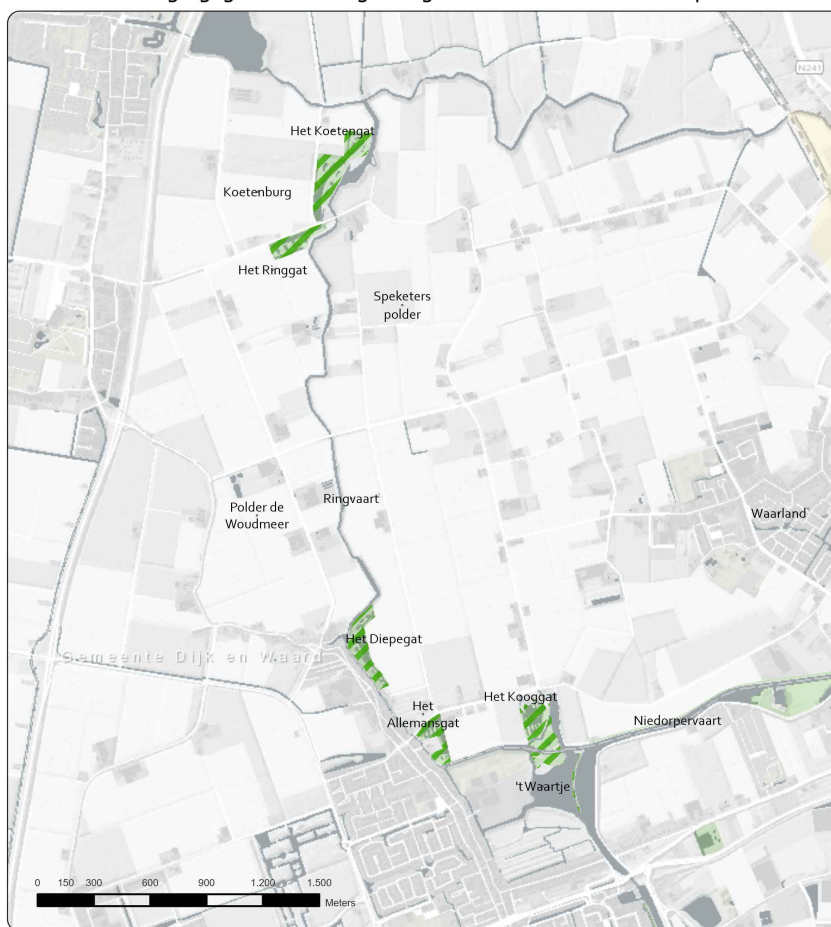 N241
Het Koetengat
Koetenburg
Het Ringgat
Speketers
polder
Ringvaart
Polder de
Woudmeer
Waarland
Het Diepegat
Gemeente Dijk en Waard
Het Kooggat
Het
Allemansgat
Niedorpervaart
't Waartje
0 150 300 600 900 1.200 1.500
Meters